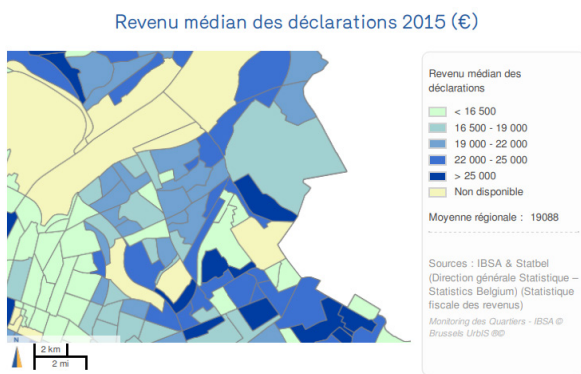 Revenu médian des déclarations 2015 (€)
Revenu médian des
déclarations
< 16 500
16 500 - 19 000
19 000 - 22 000
22 000 - 25 000
> 25 000
Non disponible
Moyenne régionale : 19088
Sources : IBSA & Statbel
(Direction générale Statistique –
Statistics Belgium) (Statistique
fiscale des revenus)
Monitoring des Quartiers - IBSA ©
Brussels UrbIS ®©
N
2 km
2 mi